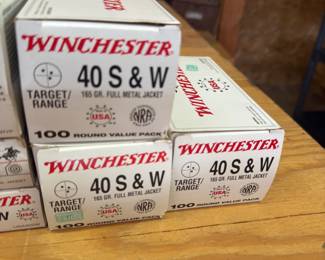 WINCHESTER
40 S & W
165 GR. FULL METAL JACKET
TARGET/
RANGE
USA
NRA
100 ROUND VALUE PACK
WINCHESTER
WINCHESTER
40 S & W
165 GR. FULL METAL JACKET
TARGET/
RANGE
USA
NRA
100 ROUND VALUE PACK
WINCHESTER
40 S & W
165 GR. FULL METAL JACKET
TARGET/
RANGE
USA
NRA
100 ROUND VALUE PACK